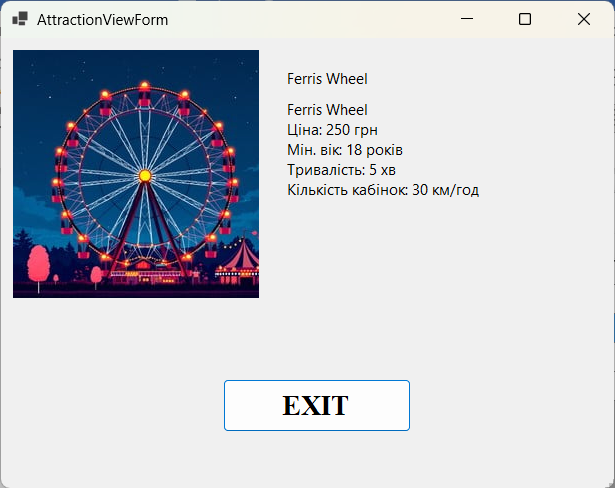 AttractionViewForm
Ferris Wheel
Ferris Wheel
Ціна: 250 грн
Мін. вік: 18 років
Тривалість: 5 хв
Кількість кабінок: 30 км/год
EXIT